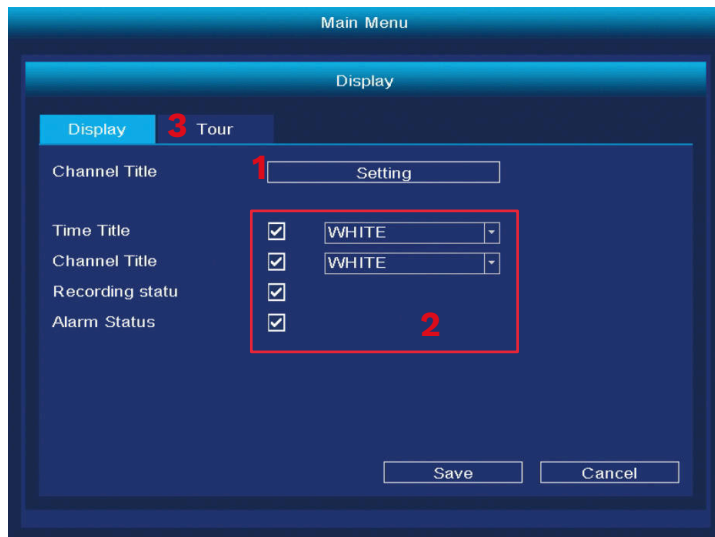 Main Menu
Display
Display 3 Tour
Channel Title 1 Setting
Time Title WHITE
Channel Title WHITE
Recording statu
Alarm Status 2
Save Cancel